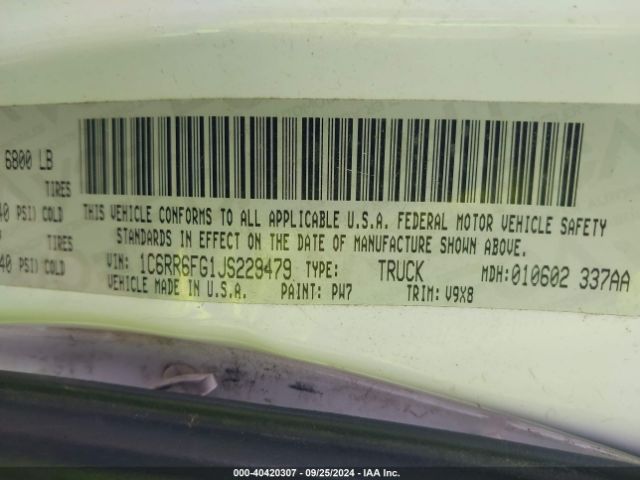 6800 LB
TIRES
40 PSI) COLD
THIS VEHICLE CONFORMS TO ALL APPLICABLE U.S.A. FEDERAL MOTOR VEHICLE SAFETY
STANDARDS IN EFFECT ON THE DATE OF MANUFACTURE SHOWN ABOVE.
TIRES
40 PSI) COLD
VIN: 1C6RR6FG1JS229479 TYPE: TRUCK MDH:010602 337AA
VEHICLE MADE IN U.S.A. PAINT: PW7 TRIM: V9X8
000-40420307 - 09/25/2024 - IAA Inc.